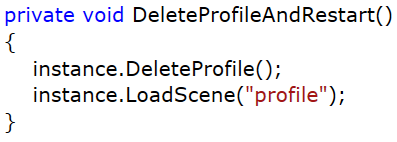 private void DeleteProfileAndRestart()
{
    instance.DeleteProfile();
    instance.LoadScene("profile");
}